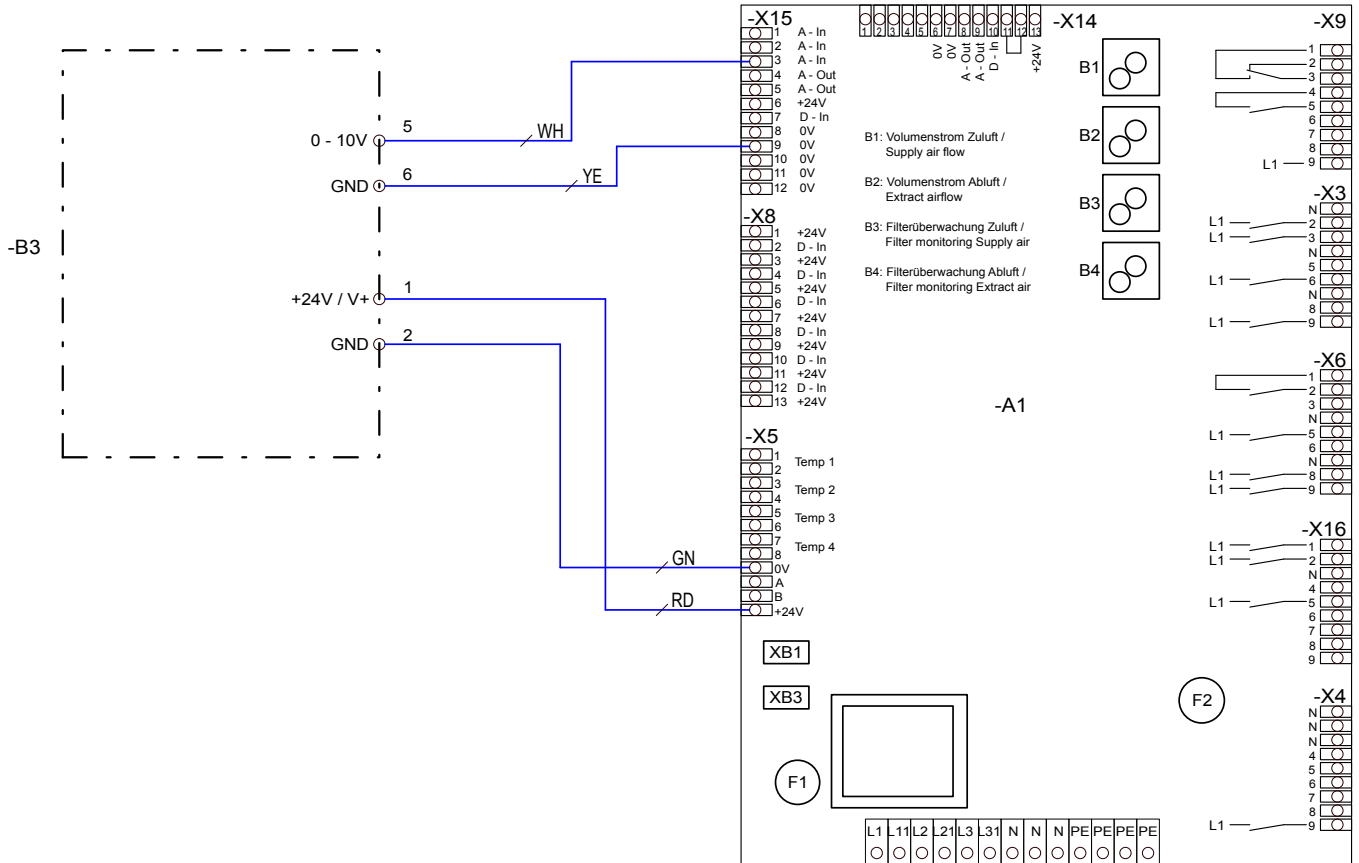 -B3
0 - 10V
5
WH
GND
6
YE
+24V / V+
1
GND
2
GN
RD
-X15
1 A - In
2 A - In
3 A - In
4 A - Out
5 A - Out
6 +24V
7 D - In
8 0V
9 0V
10 0V
11 0V
12 0V
-X8
1 +24V
2 D - In
3 +24V
4 D - In
5 +24V
6 D - In
7 +24V
8 D - In
9 +24V
10 D - In
11 +24V
12 D - In
13 +24V
-X5
1
2
Temp 1
3
4
Temp 2
5
6
Temp 3
7
8
Temp 4
0V
A
B
+24V
XB1
XB3
F1
-X14
1 2 3 4 5 6 7 8 9 10 11 12 13
0V
0V
A - Out
A - Out
D - In
+24V
B1
B2
B3
B4
B1: Volumenstrom Zuluft /
Supply air flow
B2: Volumenstrom Abluft /
Extract airflow
B3: Filterüberwachung Zuluft /
Filter monitoring Supply air
B4: Filterüberwachung Abluft /
Filter monitoring Extract air
-A1
F2
-X9
1
2
3
4
5
6
7
8
L1 9
-X3
N
L1 2
L1 3
N
5
L1 6
N
8
L1 9
-X6
1
2
3
N
L1 5
6
N
L1 8
L1 9
-X16
L1 1
L1 2
N
4
L1 5
6
7
8
9
-X4
N
N
N
4
5
6
7
8
L1 9
L1 L11 L2 L21 L3 L31 N N N PE PE PE PE